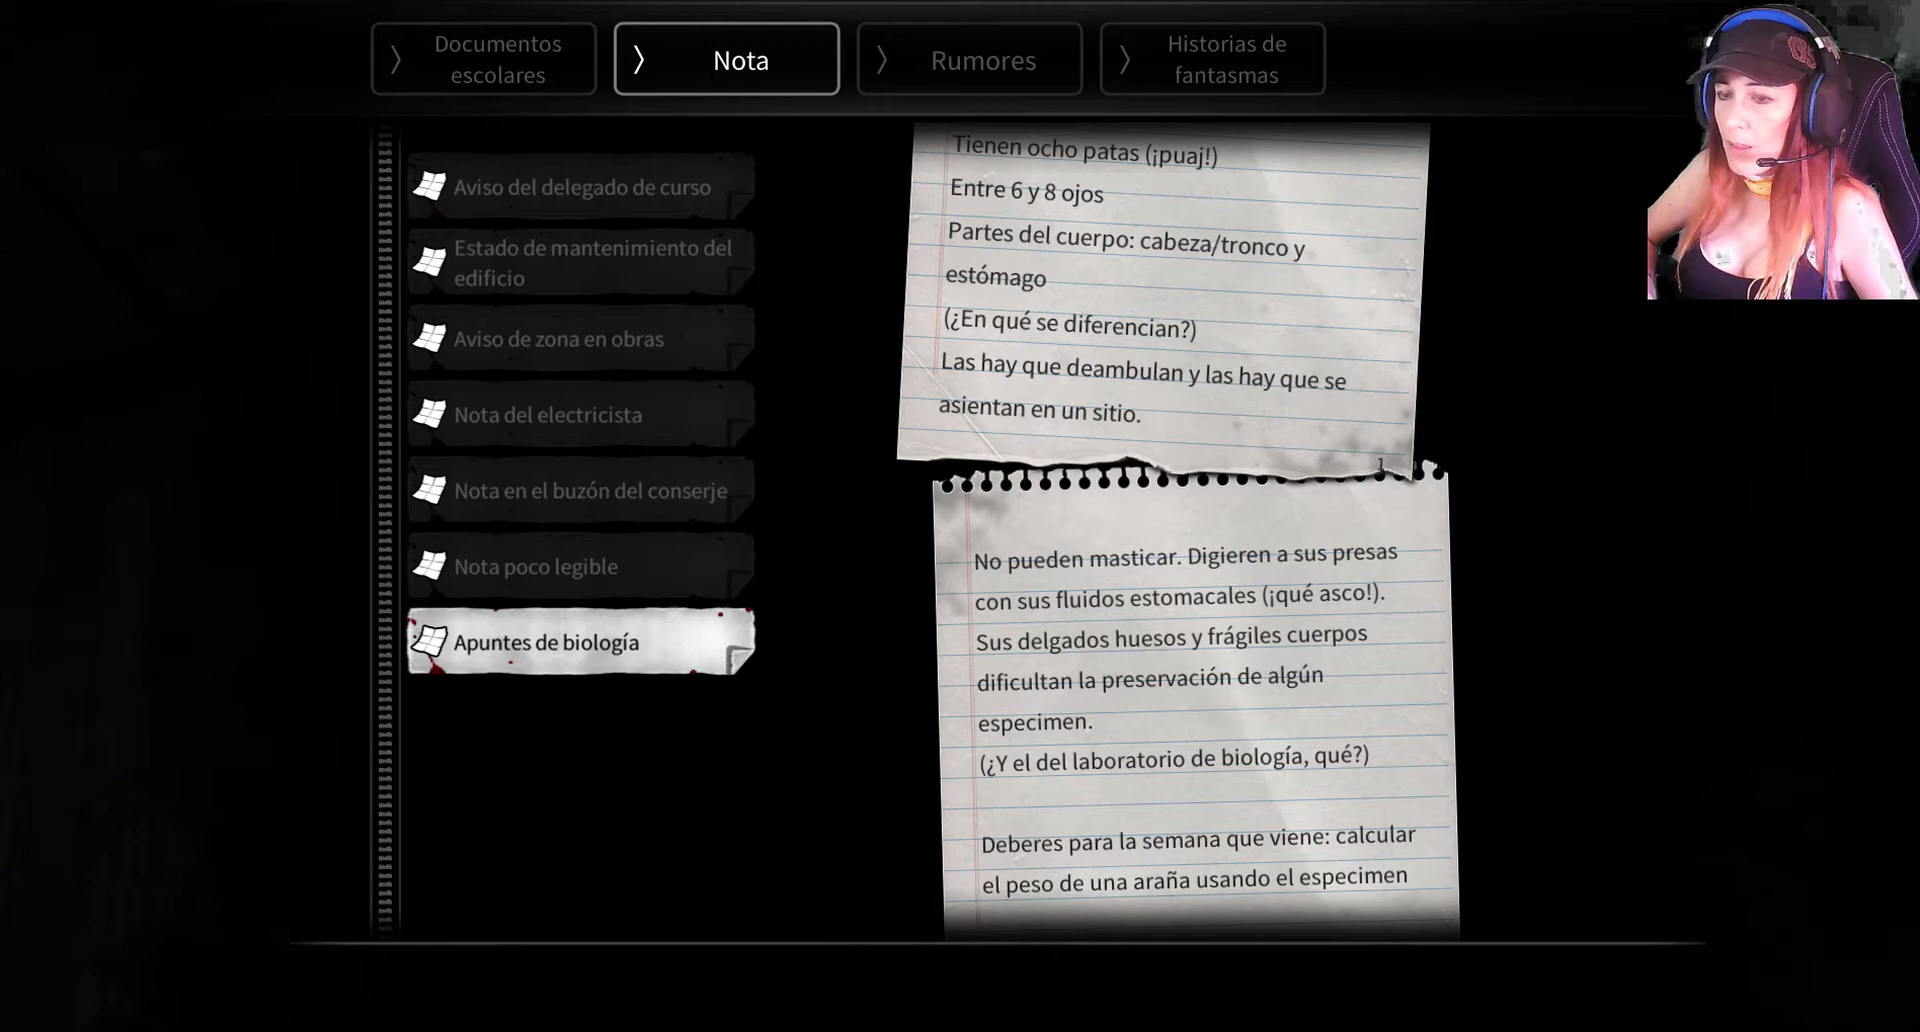 Documentos
escolares
Nota
Rumores
Historias de
fantasmas
Aviso del delegado de curso
Estado de mantenimiento del
edificio
Aviso de zona en obras
Nota del electricista
Nota en el buzón del conserje
Nota poco legible
Apuntes de biología
Tienen ocho patas (¡puaj!)
Entre 6 y 8 ojos
Partes del cuerpo: cabeza/tronco y
estómago
(¿En qué se diferencian?)
Las hay que deambulan y las hay que se
asientan en un sitio.
1
No pueden masticar. Digieren a sus presas
con sus fluidos estomacales (¡qué asco!).
Sus delgados huesos y frágiles cuerpos
dificultan la preservación de algún
especimen.
(¿Y el del laboratorio de biología, qué?)
Deberes para la semana que viene: calcular
el peso de una araña usando el especimen